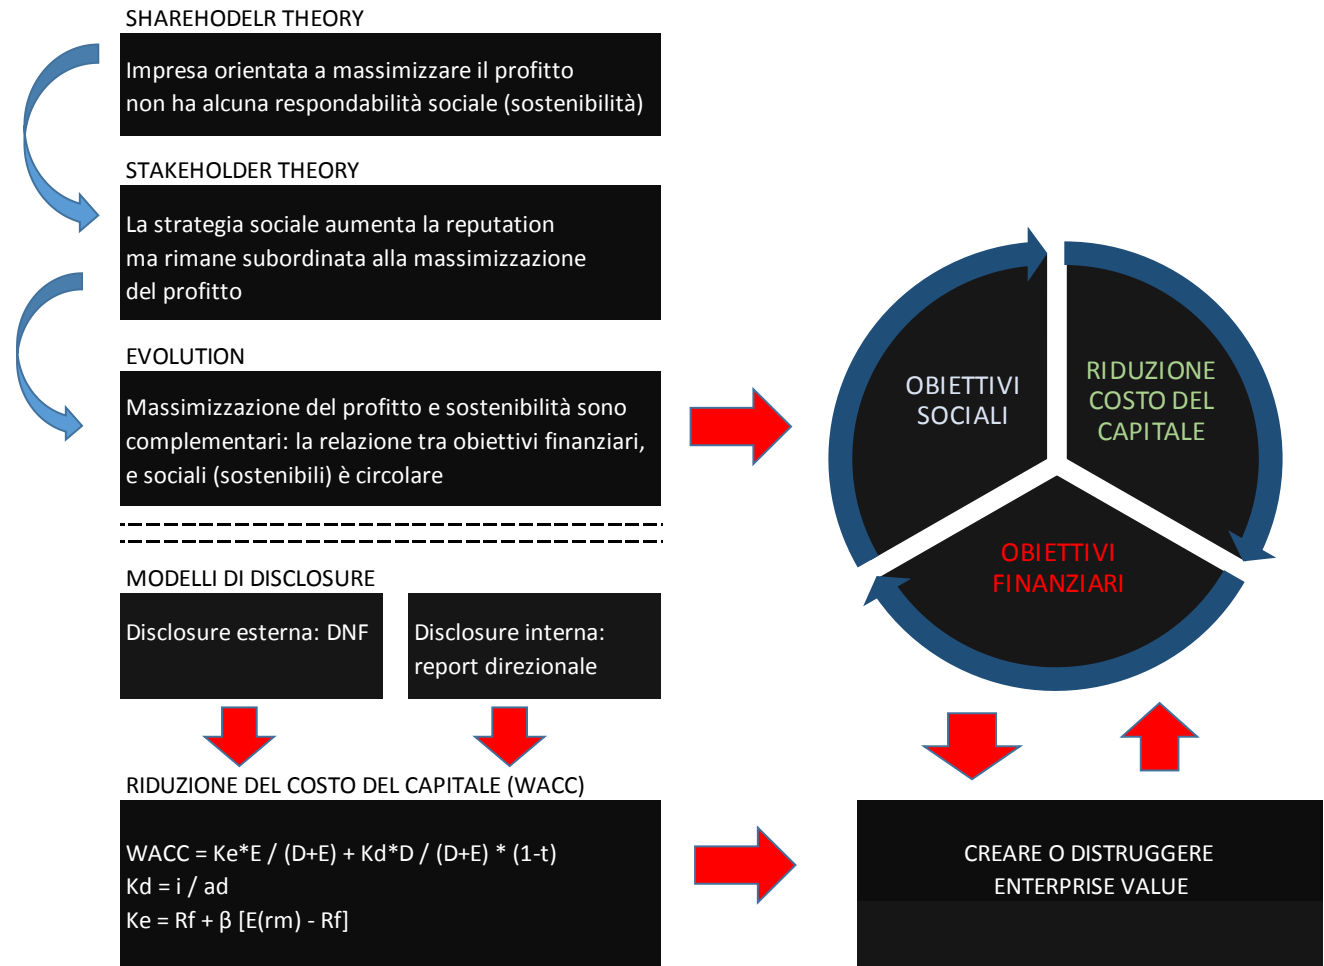 SHAREHODELR THEORY
Impresa orientata a massimizzare il profitto
non ha alcuna respondabilità sociale (sostenibilità)
STAKEHOLDER THEORY
La strategia sociale aumenta la reputation
ma rimane subordinata alla massimizzazione
del profitto
EVOLUTION
Massimizzazione del profitto e sostenibilità sono
complementari: la relazione tra obiettivi finanziari,
e sociali (sostenibili) è circolare
OBIETTIVI
SOCIALI
RIDUZIONE
COSTO DEL
CAPITALE
OBIETTIVI
FINANZIARI
MODELLI DI DISCLOSURE
Disclosure esterna: DNF
Disclosure interna:
report direzionale
RIDUZIONE DEL COSTO DEL CAPITALE (WACC)
WACC = Ke*E / (D+E) + Kd*D / (D+E) * (1-t)
Kd = i / ad
Ke = Rf + β [E(rm) - Rf]
CREARE O DISTRUGGERE
ENTERPRISE VALUE